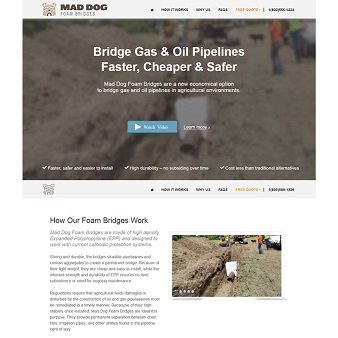 MAD DOG
FOAM BRIDGES
HOW IT WORKS WHY US FAQS FREE QUOTE › 1(800)555-1234
Bridge Gas & Oil Pipelines
Faster, Cheaper & Safer
Mad Dog Foam Bridges are a new economical option
to bridge gas and oil pipelines in agricultural environments.
Watch Video Learn more ›
Faster, safer and easier to install High durability – no subsiding over time Cost less than traditional alternatives
HOW IT WORKS WHY US FAQS FREE QUOTE ›
How Our Foam Bridges Work
Mad Dog Foam Bridges are made of high density
Expanded Polypropylene (EPP) and designed to
work with current cathodic protection systems.
Strong and durable, the bridges straddle pipelines and
contain aggregates to create a permanent bridge. Because of
their light weight, they are cheap and easy to install, while the
inherent strength and durability of EPP ensures no land
subsistence or need for ongoing maintenance.
Regulations require that agricultural fields damaged or
disturbed by the construction of oil and gas pipelines must be
remediated in a timely manner. Because of their high
stability once installed, Mad Dog Foam Bridges are ideal this
purpose. They provide permanent separation between drain
tiles, irrigation pipes, and other piping found in the pipeline
right of way.